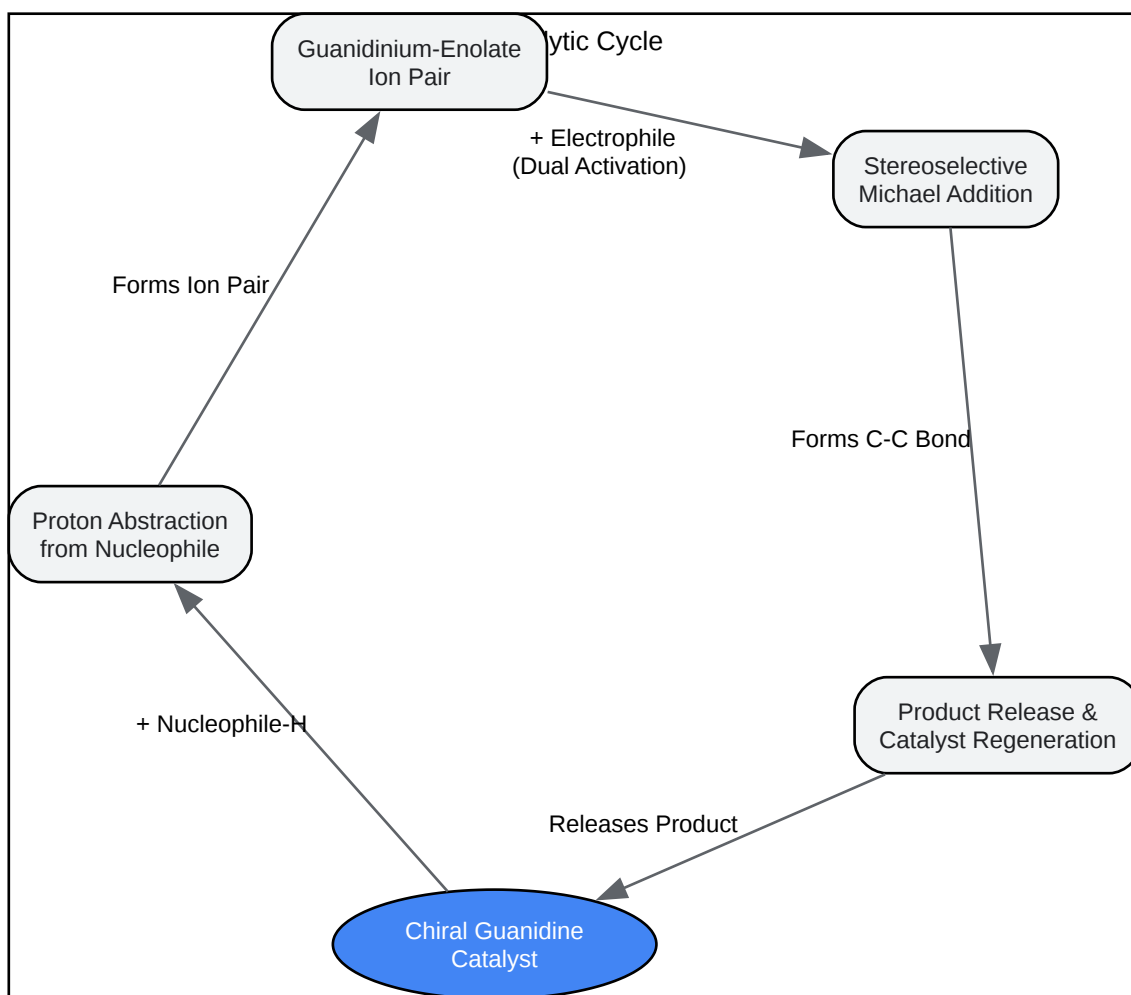 Guanidinium-Enolate
Ion Pair
lytic Cycle
+ Electrophile
(Dual Activation)
Stereoselective
Michael Addition
Forms Ion Pair
Forms C-C Bond
Proton Abstraction
from Nucleophile
+ Nucleophile-H
Product Release &
Catalyst Regeneration
Releases Product
Chiral Guanidine
Catalyst